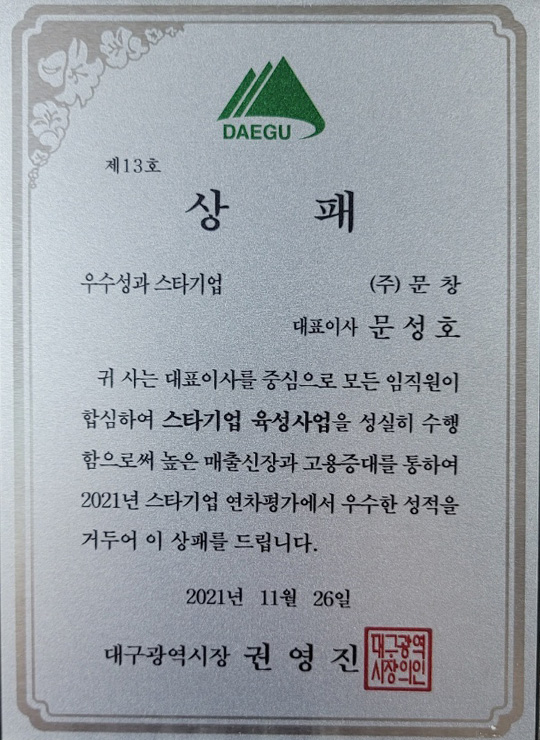 DAEGU
제13호
상 패
우수성과 스타기업 (주) 문 창
대표이사 문 성 호
귀 사는 대표이사를 중심으로 모든 임직원이
합심하여 스타기업 육성사업을 성실히 수행
함으로써 높은 매출신장과 고용증대를 통하여
2021년 스타기업 연차평가에서 우수한 성적을
거두어 이 상패를 드립니다.
2021년 11월 26일
대구광역시장 권 영 진
대구광역
시장의인